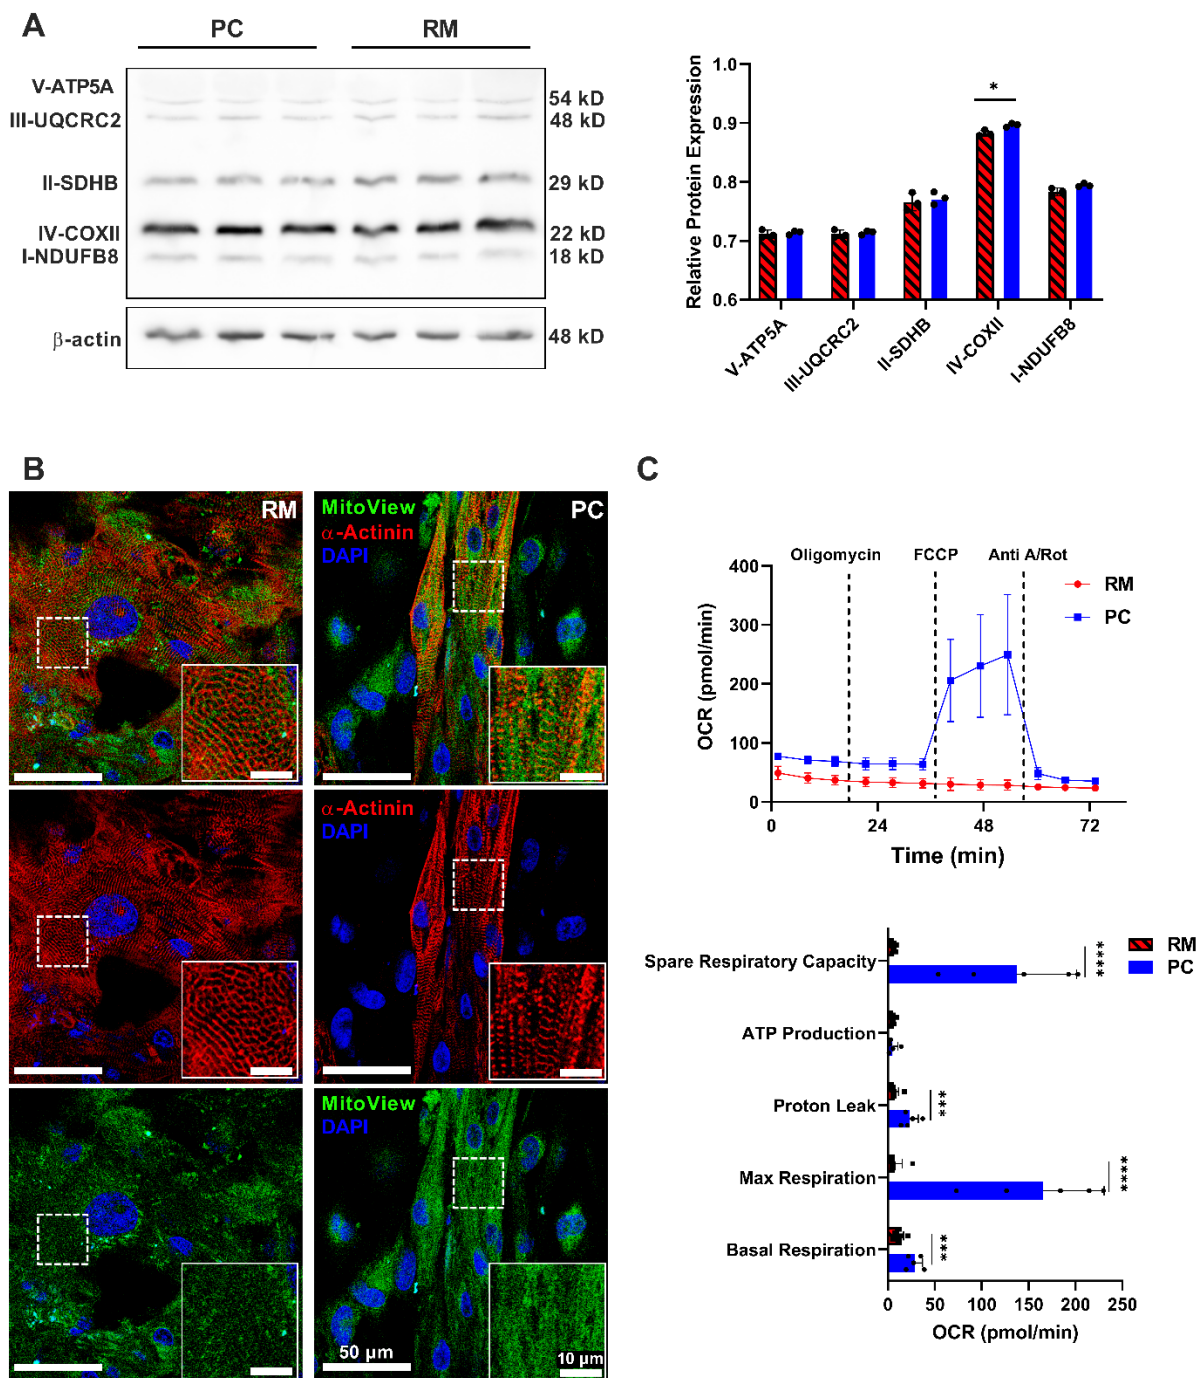 A
PC RM
V-ATP5A
54 kD
III-UQCRC2
48 kD
II-SDHB
29 kD
IV-COXII
22 kD
I-NDUFB8
18 kD
β-actin
48 kD
Relative Protein Expression
1.0
0.9
0.8
0.7
0.6
*
V-ATP5A
III-UQCRC2
II-SDHB
IV-COXII
I-NDUFB8
B
RM
MitoView
α-Actinin
DAPI
PC
α-Actinin
DAPI
MitoView
DAPI
50 µm
10 µm
C
Oligomycin FCCP Anti A/Rot
OCR (pmol/min)
400
300
200
100
0
RM
PC
0 24 48 72
Time (min)
RM
PC
Spare Respiratory Capacity
****
ATP Production
Proton Leak
***
Max Respiration
****
Basal Respiration
***
0 50 100 150 200 250
OCR (pmol/min)